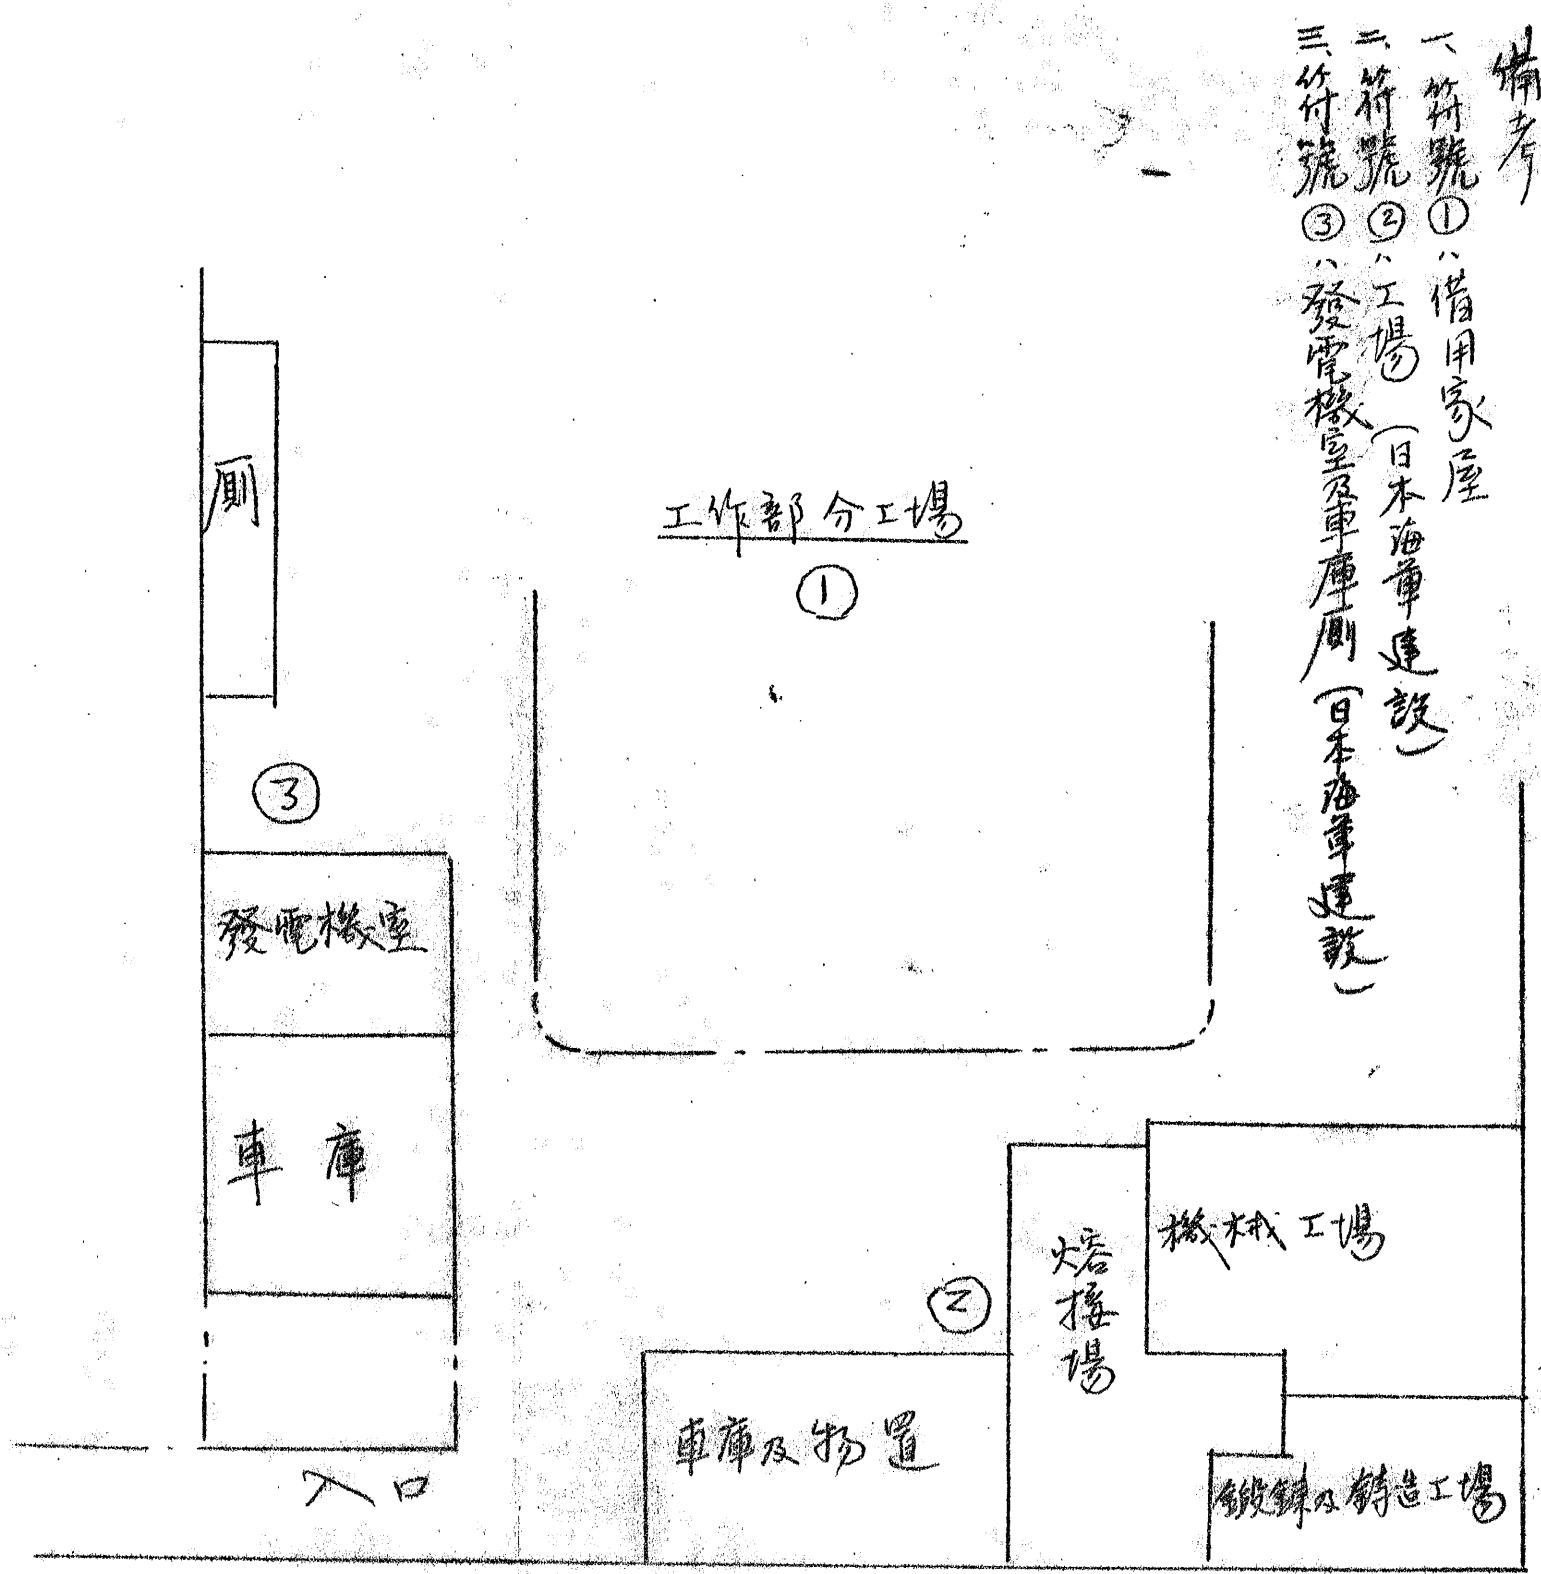 備考
一、符號①ハ借用家屋
二、符號②ハ工場（日本海軍建設）
三、符號③ハ發電機室及車庫厠（日本海軍建設）
工作部分工場
①
厠
③
發電機室
車庫
入口
②
熔接場
機械工場
車庫及物置
鍛錬及鋳造工場